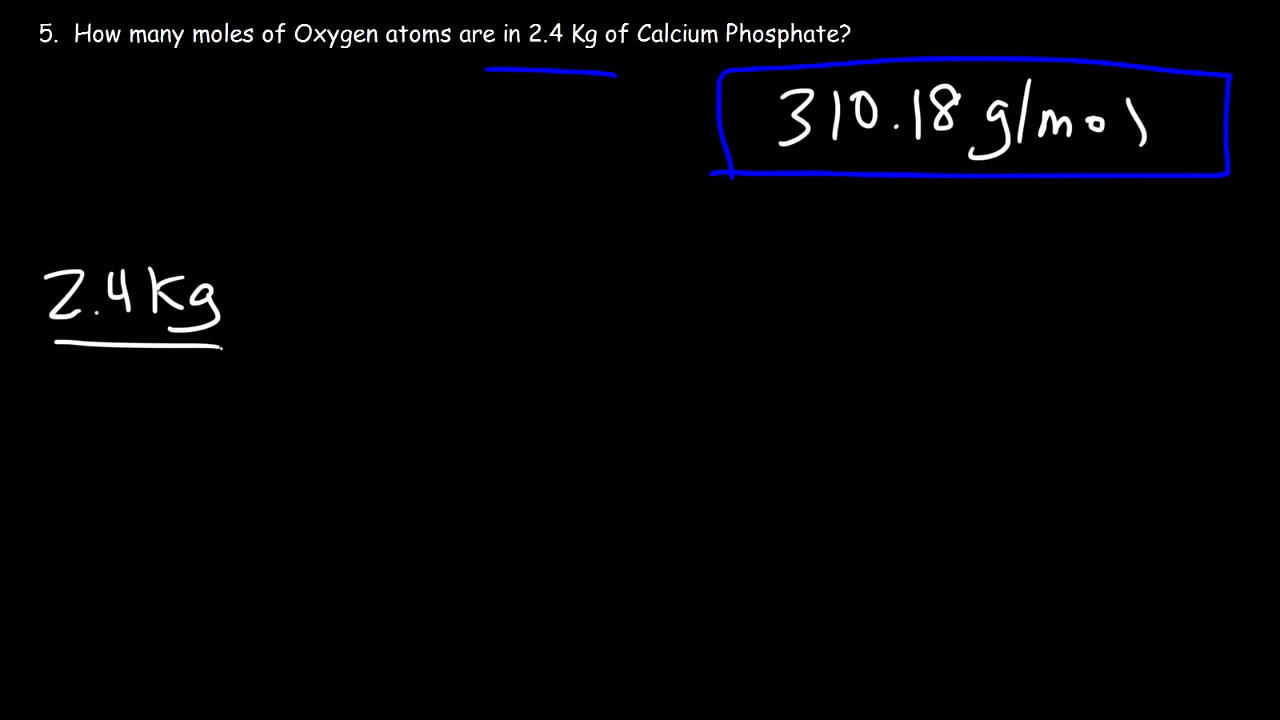 5. How many moles of Oxygen atoms are in 2.4 Kg of Calcium Phosphate?
310.18 g/mol
2.4 Kg